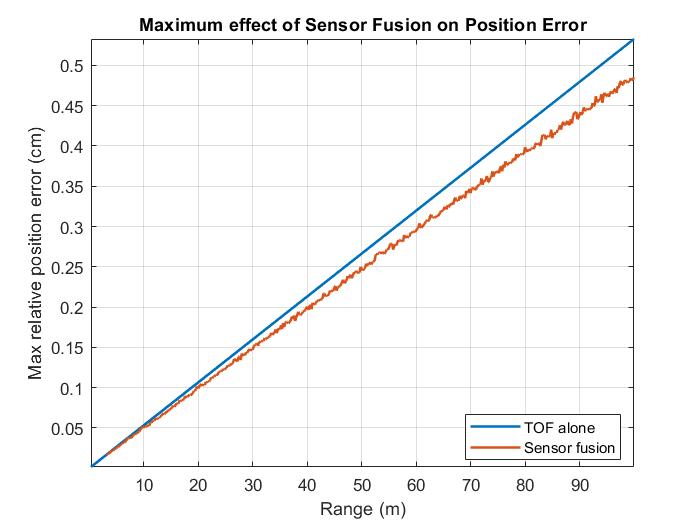 Maximum effect of Sensor Fusion on Position Error
Max relative position error (cm)
0.5
0.45
0.4
0.35
0.3
0.25
0.2
0.15
0.1
0.05
10 20 30 40 50 60 70 80 90
Range (m)
TOF alone
Sensor fusion